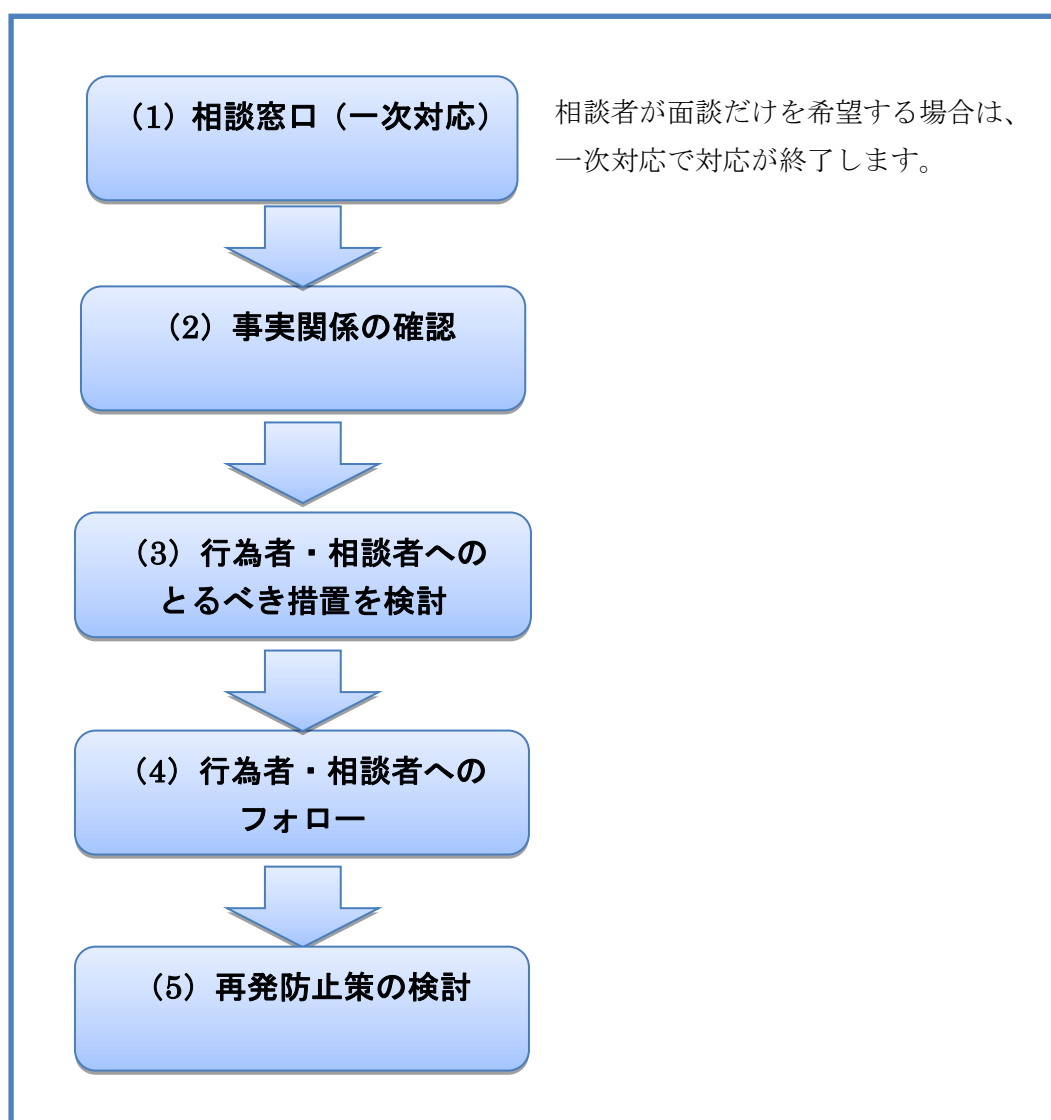 （1）相談窓口（一次対応）
相談者が面談だけを希望する場合は、
一次対応で対応が終了します。
（2）事実関係の確認
（3）行為者・相談者への
とるべき措置を検討
（4）行為者・相談者への
フォロー
（5）再発防止策の検討